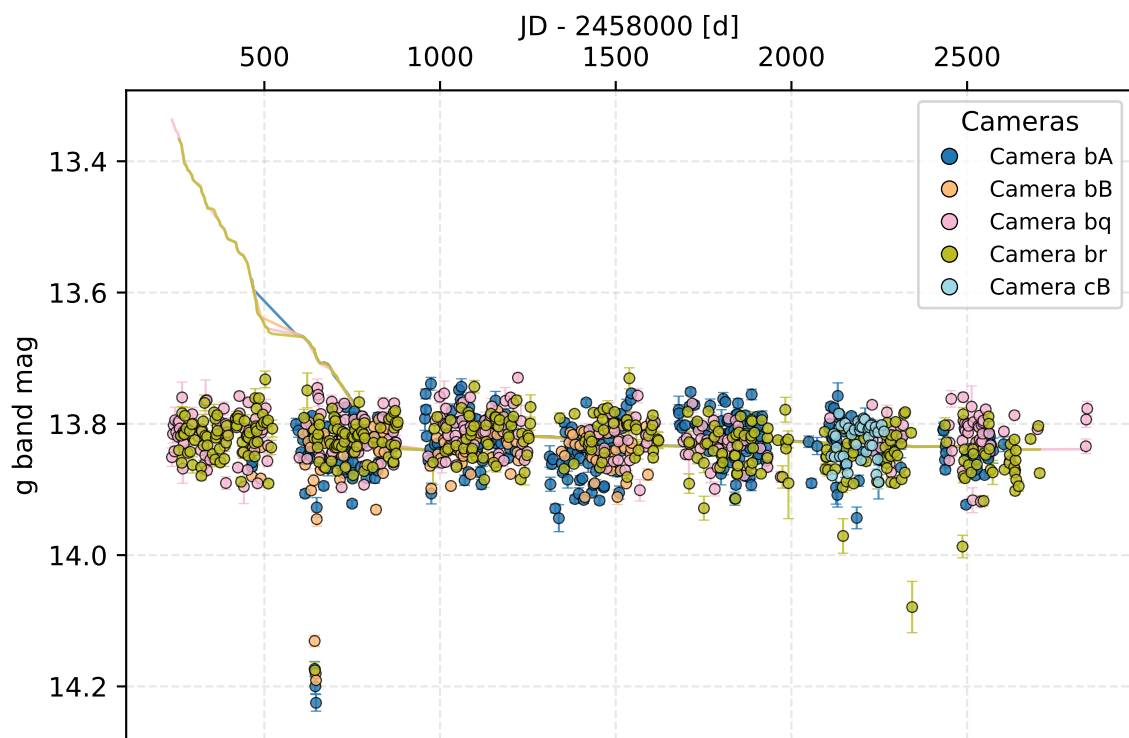 JD - 2458000 [d]
500 1000 1500 2000 2500
g band mag
13.4
13.6
13.8
14.0
14.2
Cameras
Camera bA
Camera bB
Camera bq
Camera br
Camera cB